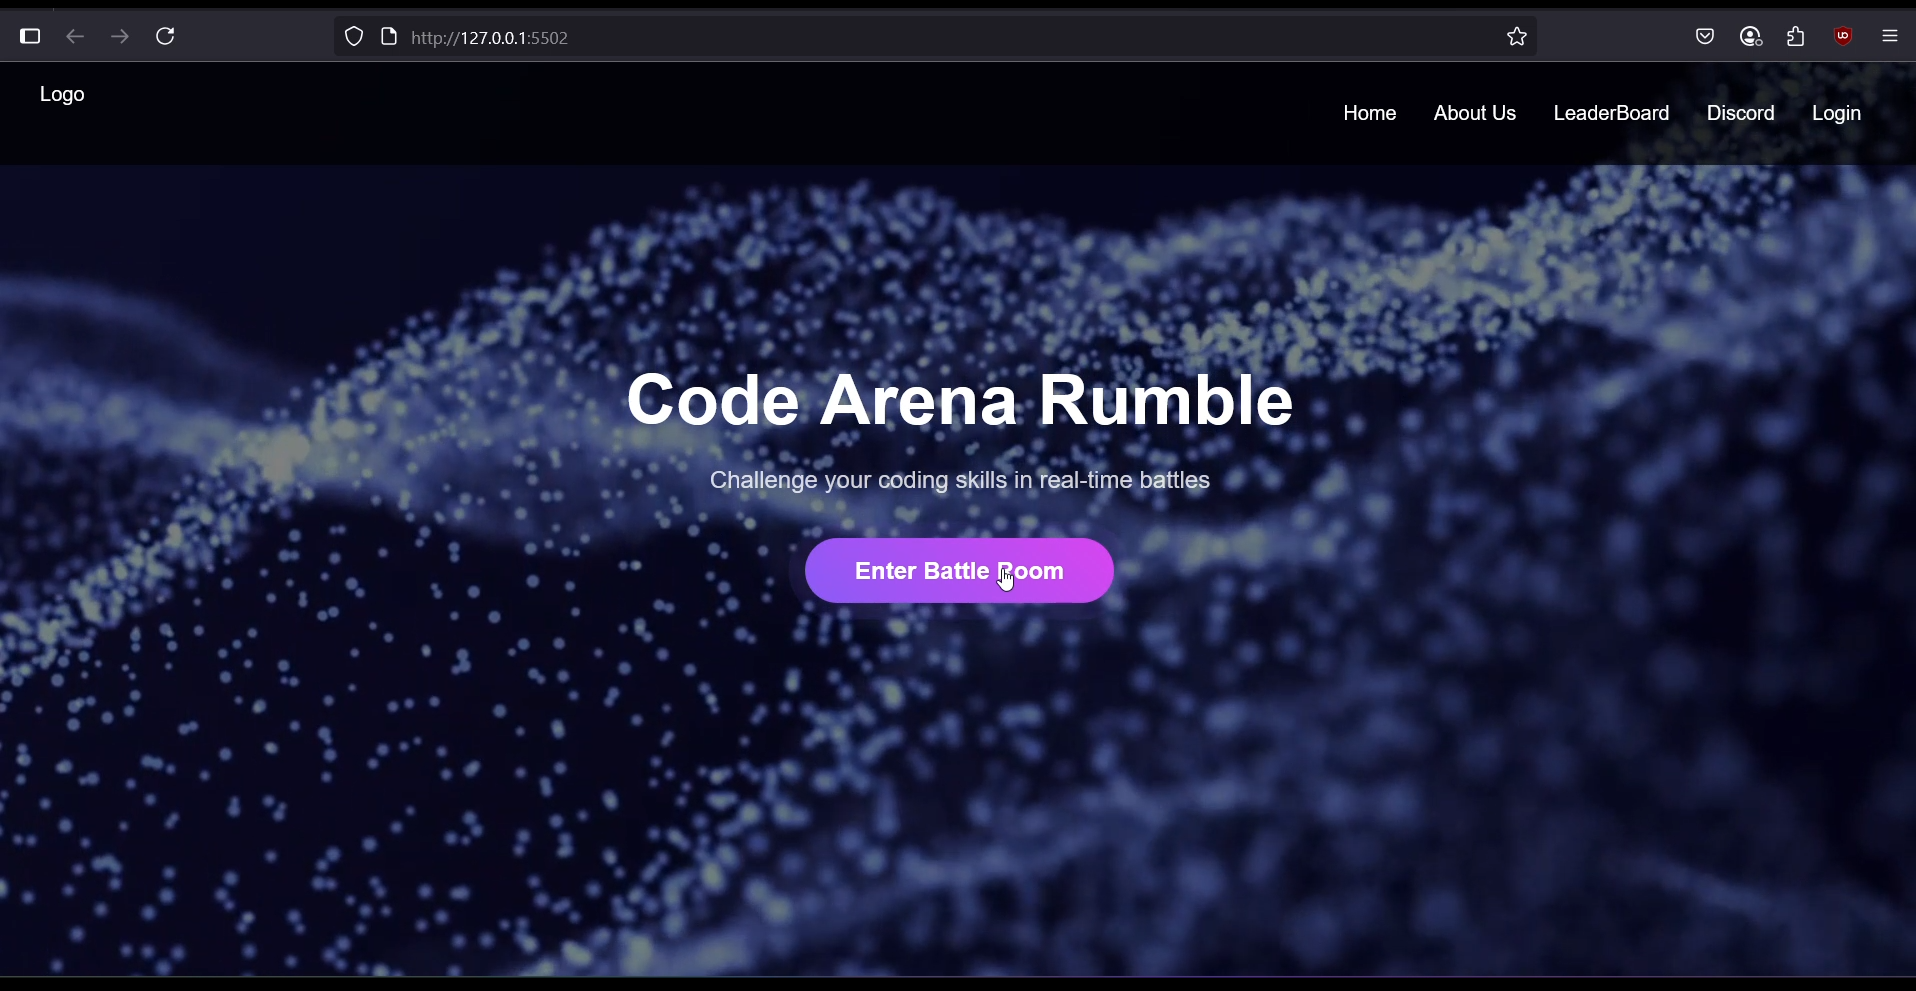 http://127.0.0.1:5502
Logo
Home About Us LeaderBoard Discord Login
Code Arena Rumble
Challenge your coding skills in real-time battles
Enter Battle Room